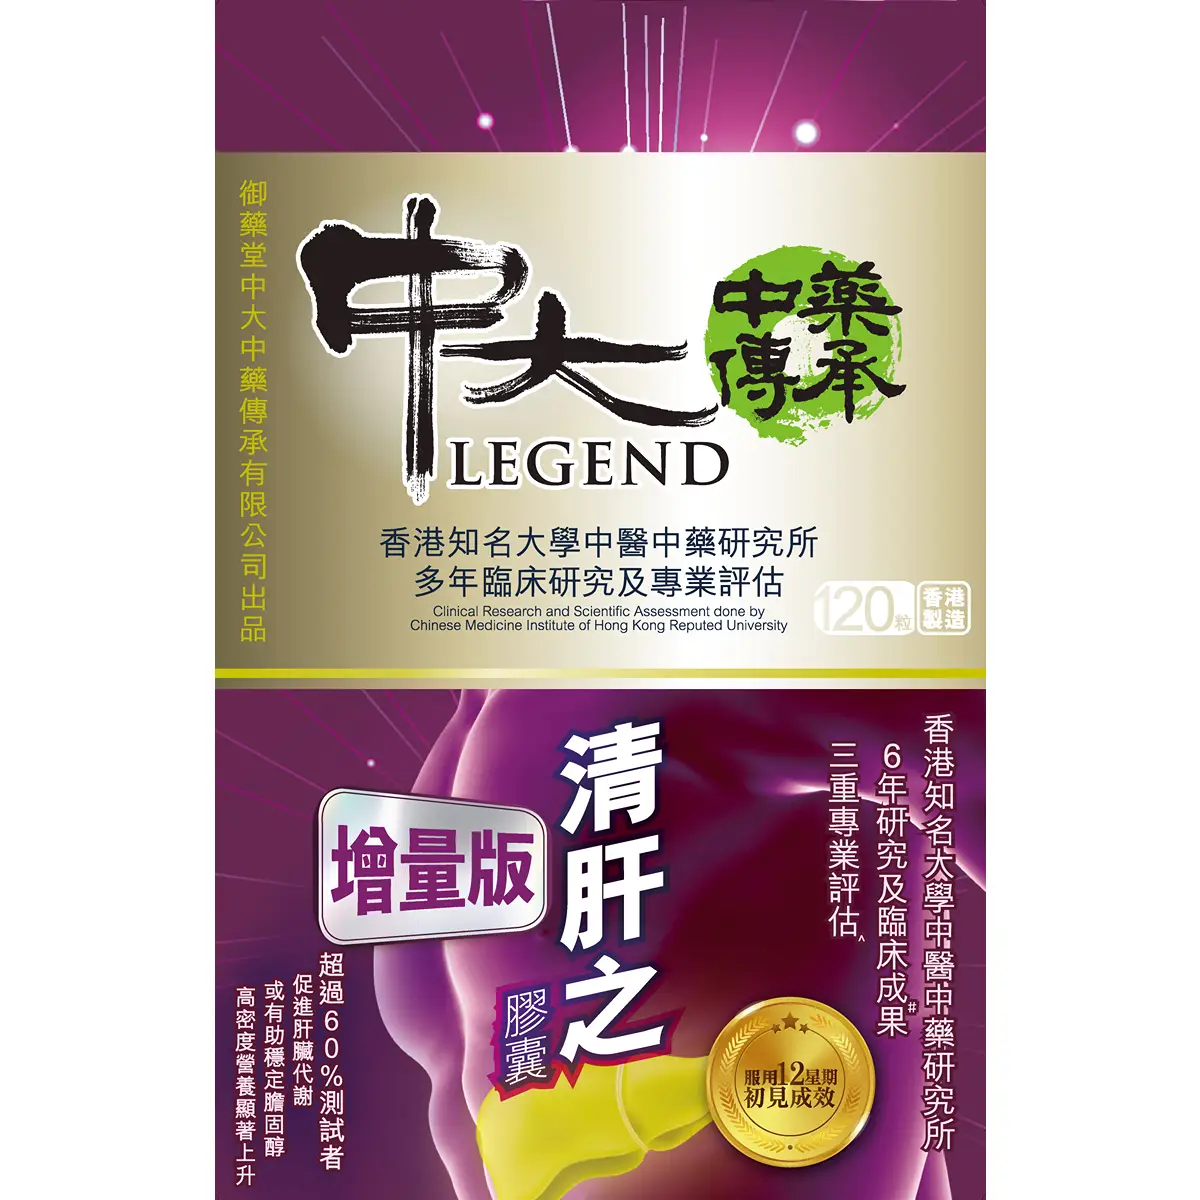 御藥堂中大中藥傳承有限公司出品
中大
LEGEND
中藥
傳承
香港知名大學中醫中藥研究所
多年臨床研究及專業評估
Clinical Research and Scientific Assessment done by
Chinese Medicine Institute of Hong Kong Reputed University
120粒
香港
製造
香港知名大學中醫中藥研究所
6年研究及臨床成果#
三重專業評估^
清肝之
膠囊
增量版
超過60%測試者
促進肝臟代謝
或有助穩定膽固醇
高密度營養顯著上升
服用12星期
初見成效